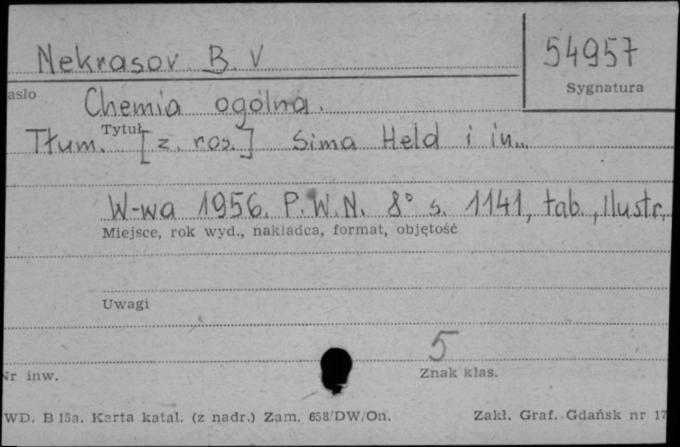 Nekrasov B. V
54957
Sygnatura
asło
Chemia ogólna.
Tytuł
Tłum. [z. ros.] Sima Held i in..
W-wa 1956. P.W.N. 8° s. 1141, tab., Ilustr.,
Miejsce, rok wyd., nakładca, format, objętość
Uwagi
5
Nr inw.
Znak klas.
WD. B 15a. Karta katal. (z nadr.) Zam. 658/DW/On.
Zakł. Graf. Gdańsk nr 17